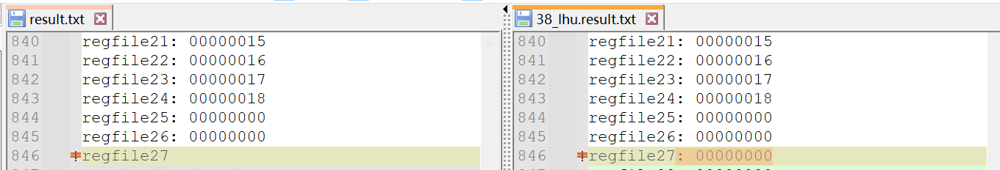 result.txt
38_lhu.result.txt
840 regfile21: 00000015
841 regfile22: 00000016
842 regfile23: 00000017
843 regfile24: 00000018
844 regfile25: 00000000
845 regfile26: 00000000
846 regfile27
840 regfile21: 00000015
841 regfile22: 00000016
842 regfile23: 00000017
843 regfile24: 00000018
844 regfile25: 00000000
845 regfile26: 00000000
846 regfile27: 00000000